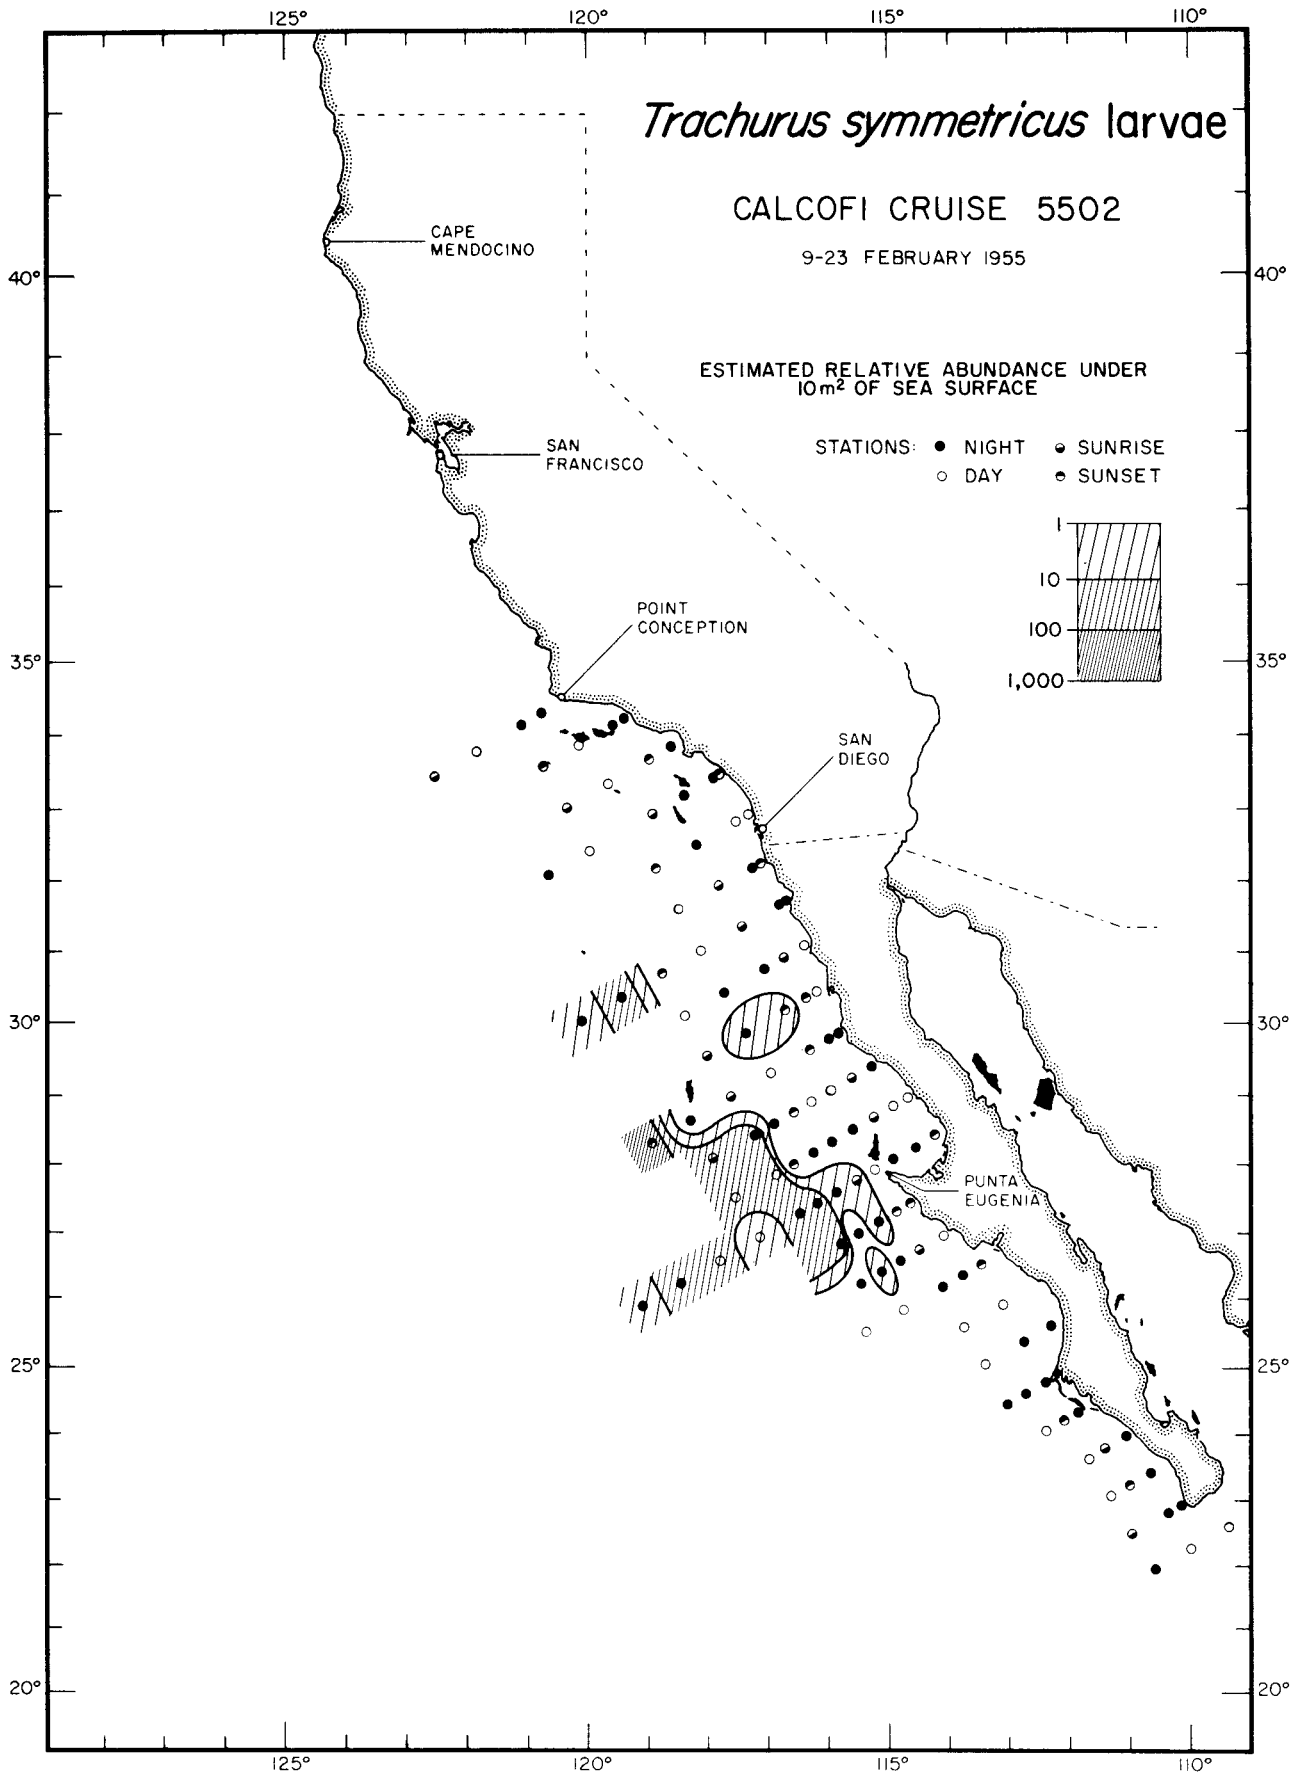 125° 120° 115° 110°
Trachurus symmetricus larvae
CALCOFI CRUISE 5502
9-23 FEBRUARY 1955
CAPE
MENDOCINO
40° 40°
ESTIMATED RELATIVE ABUNDANCE UNDER
10m² OF SEA SURFACE
STATIONS: NIGHT SUNRISE
DAY SUNSET
SAN
FRANCISCO
1
10
100
1,000
POINT
CONCEPTION
35° 35°
SAN
DIEGO
30° 30°
PUNTA
EUGENIA
25° 25°
20° 20°
125° 120° 115° 110°